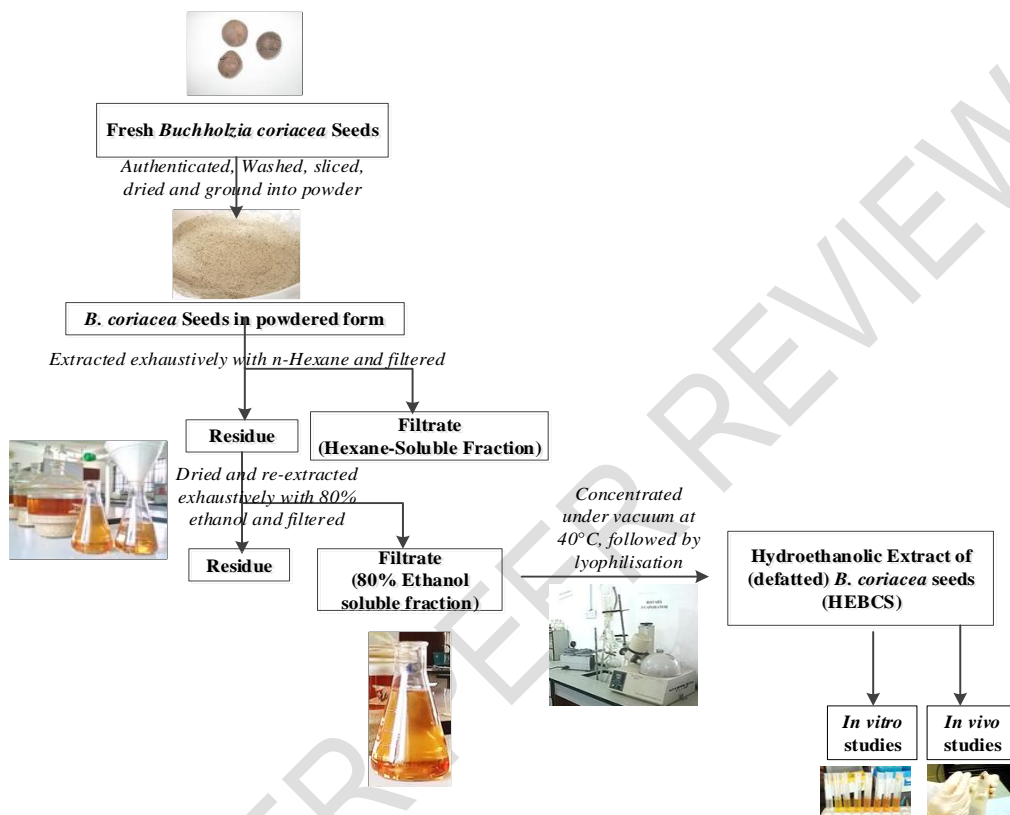 Fresh Buchholzia coriacea Seeds
Authenticated, Washed, sliced,
dried and ground into powder
B. coriacea Seeds in powdered form
Extracted exhaustively with n-Hexane and filtered
Residue
Filtrate
(Hexane-Soluble Fraction)
Dried and re-extracted
exhaustively with 80%
ethanol and filtered
Residue
Filtrate
(80% Ethanol
soluble fraction)
Concentrated
under vacuum at
40°C, followed by
lyophilisation
ROTARY
EVAPORATOR
Hydroethanolic Extract of
(defatted) B. coriacea seeds
(HEBCS)
In vitro
studies
In vivo
studies
ER PEER REVIEW